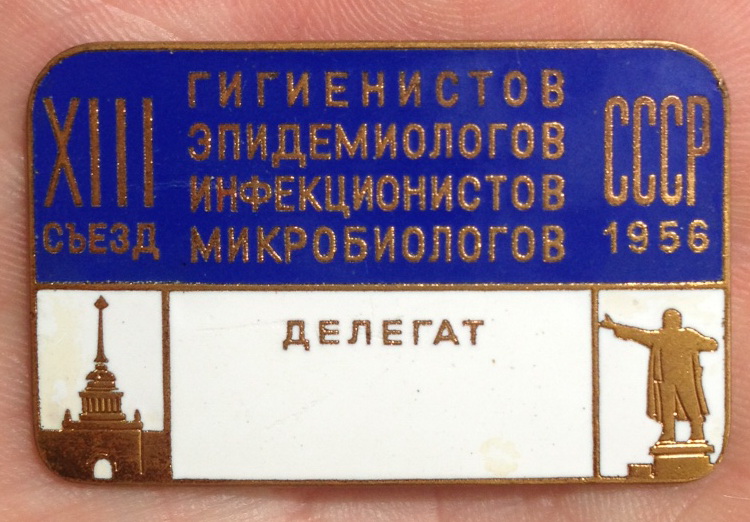 XIII
СЪЕЗД
ГИГИЕНИСТОВ
ЭПИДЕМИОЛОГОВ
ИНФЕКЦИОНИСТОВ
МИКРОБИОЛОГОВ
СССР
1956
ДЕЛЕГАТ